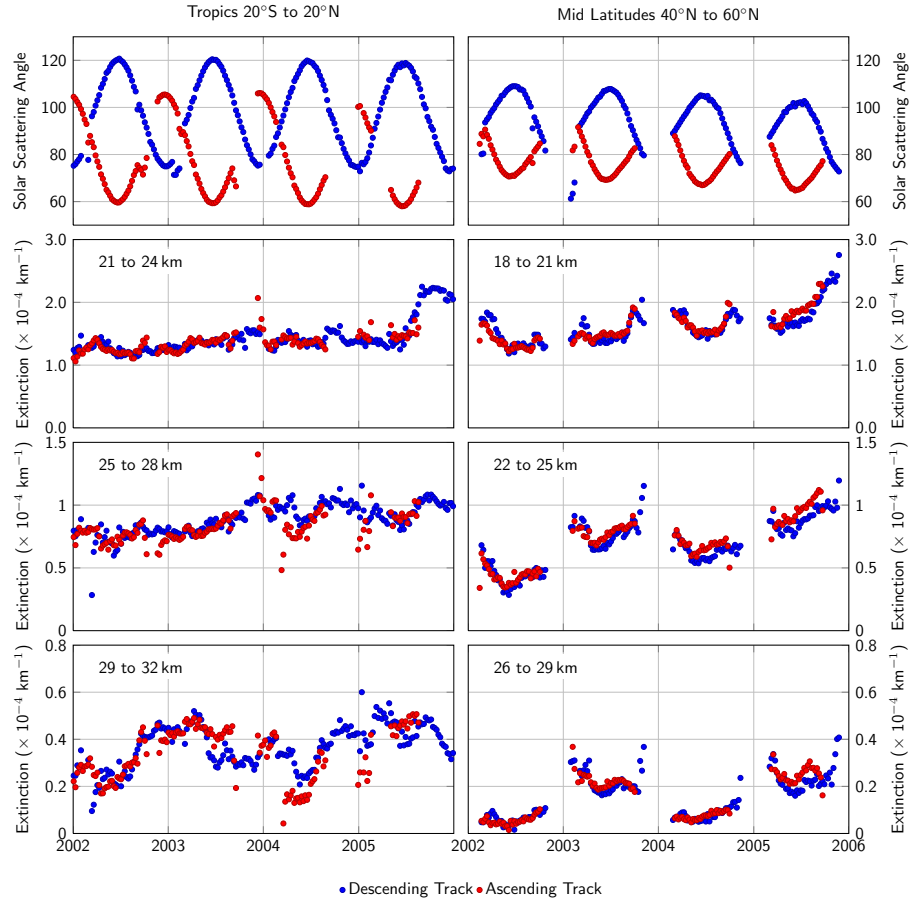 Tropics 20°S to 20°N
Mid Latitudes 40°N to 60°N
Solar Scattering Angle
120
100
80
60
120
100
80
60
Solar Scattering Angle
Extinction (× 10−4 km−1)
3.0
2.0
1.0
0.0
21 to 24 km
18 to 21 km
3.0
2.0
1.0
0.0
Extinction (× 10−4 km−1)
Extinction (× 10−4 km−1)
1.5
1
0.5
0
25 to 28 km
22 to 25 km
1.5
1
0.5
0
Extinction (× 10−4 km−1)
Extinction (× 10−4 km−1)
0.8
0.6
0.4
0.2
0
29 to 32 km
26 to 29 km
0.8
0.6
0.4
0.2
0
Extinction (× 10−4 km−1)
2002 2003 2004 2005 2002 2003 2004 2005 2006
Descending Track Ascending Track